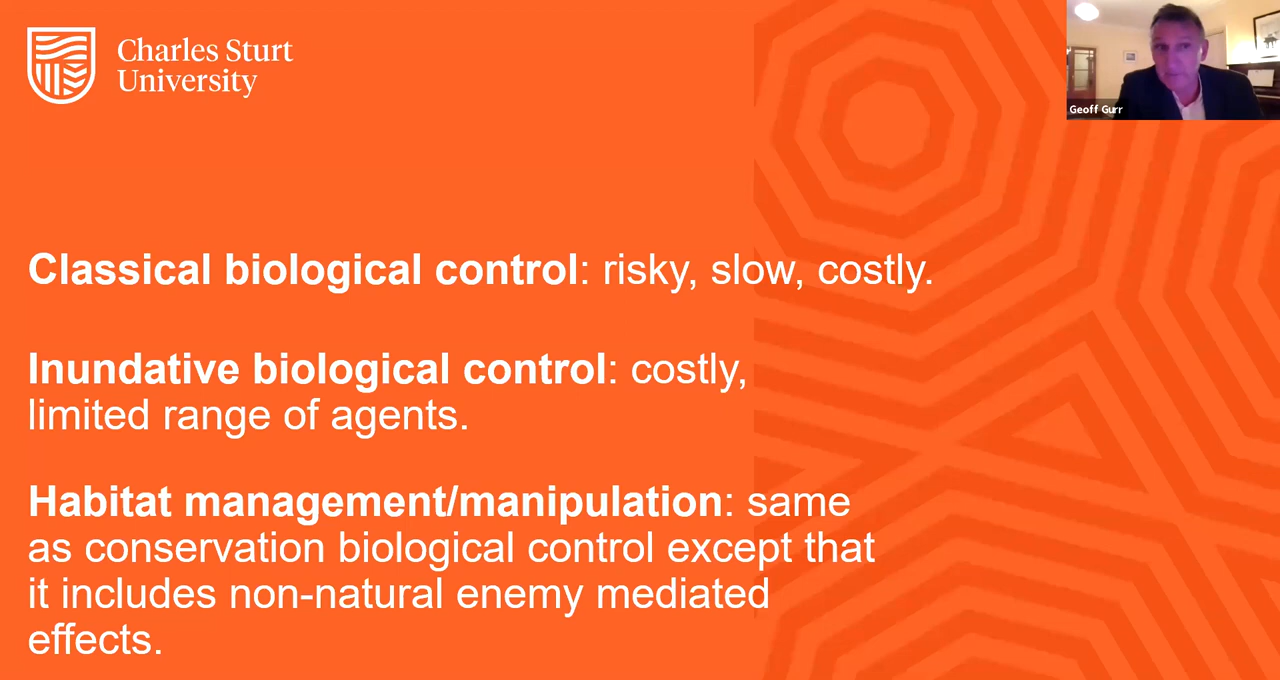 Charles Sturt
University
Geoff Gurr
Classical biological control: risky, slow, costly.
Inundative biological control: costly,
limited range of agents.
Habitat management/manipulation: same
as conservation biological control except that
it includes non-natural enemy mediated
effects.